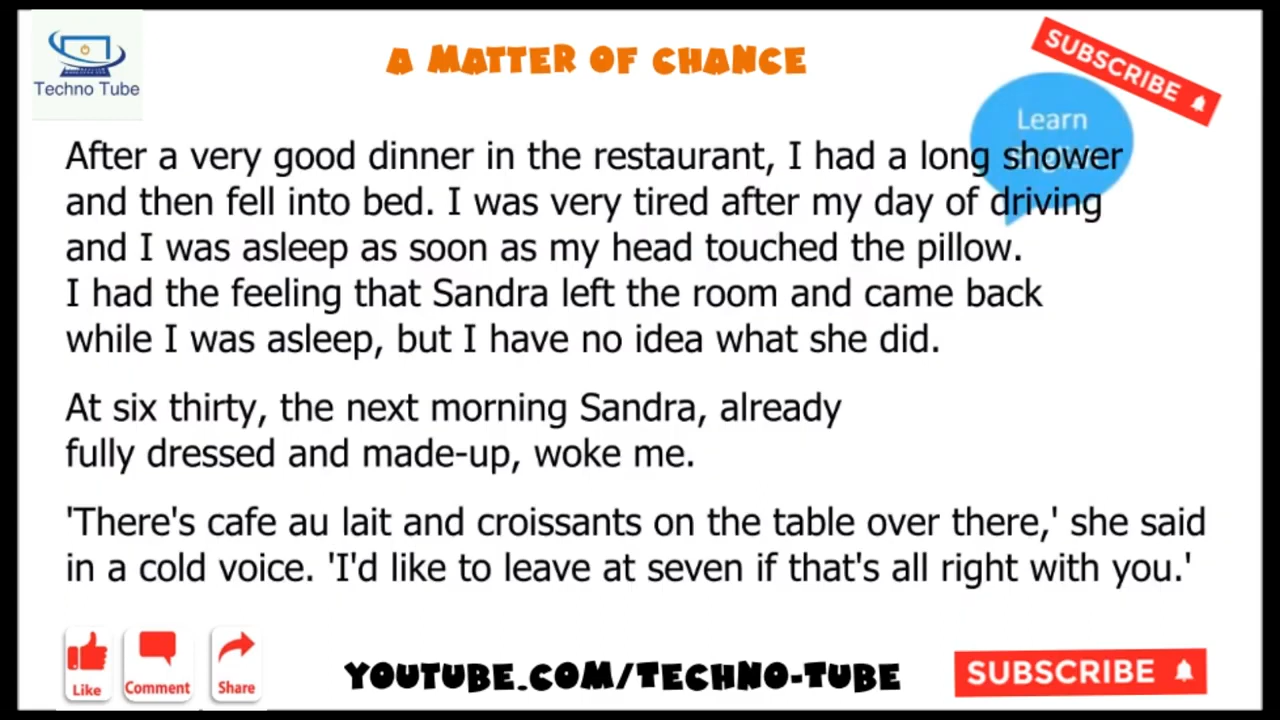 Techno Tube
A MATTER OF CHANCE
SUBSCRIBE
Learn
After a very good dinner in the restaurant, I had a long shower
and then fell into bed. I was very tired after my day of driving
and I was asleep as soon as my head touched the pillow.
I had the feeling that Sandra left the room and came back
while I was asleep, but I have no idea what she did.
At six thirty, the next morning Sandra, already
fully dressed and made-up, woke me.
'There's cafe au lait and croissants on the table over there,' she said
in a cold voice. 'I'd like to leave at seven if that's all right with you.'
Like
Comment
Share
YOUTUBE.COM/TECHNO-TUBE
SUBSCRIBE